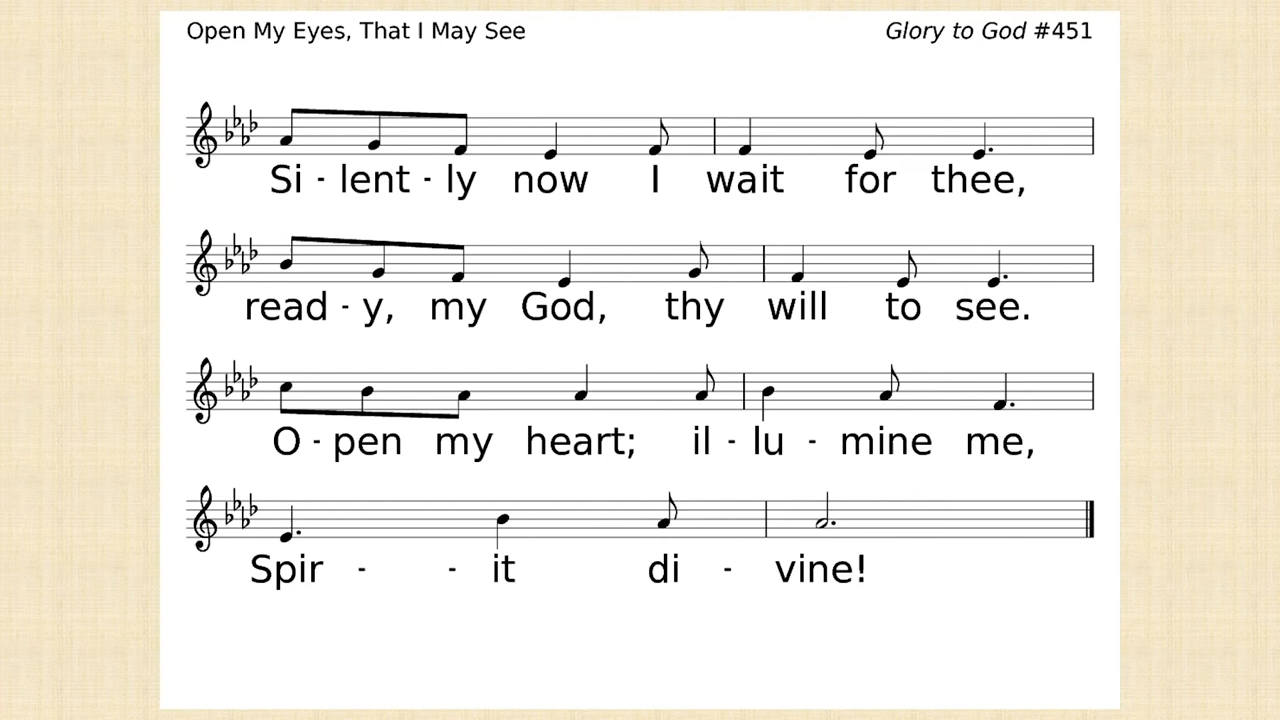 Open My Eyes, That I May See
Glory to God #451
Si - lent - ly now I wait for thee,
read - y, my God, thy will to see.
O - pen my heart; il - lu - mine me,
Spir - - it di - vine!